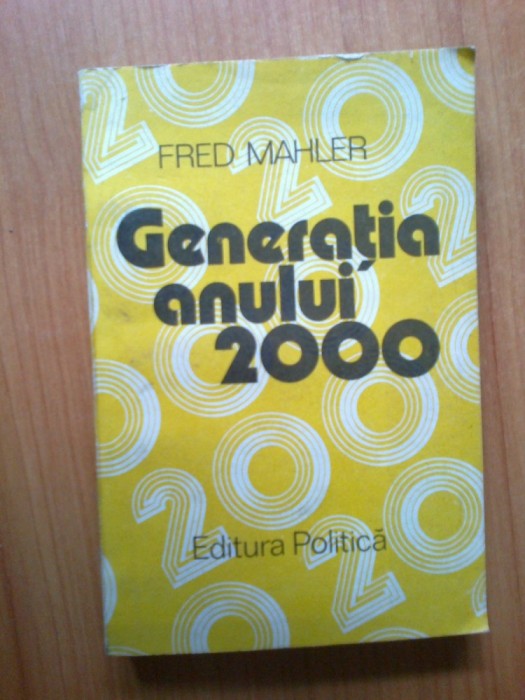 FRED MAHLER
Generația
anului
2000
Editura Politică